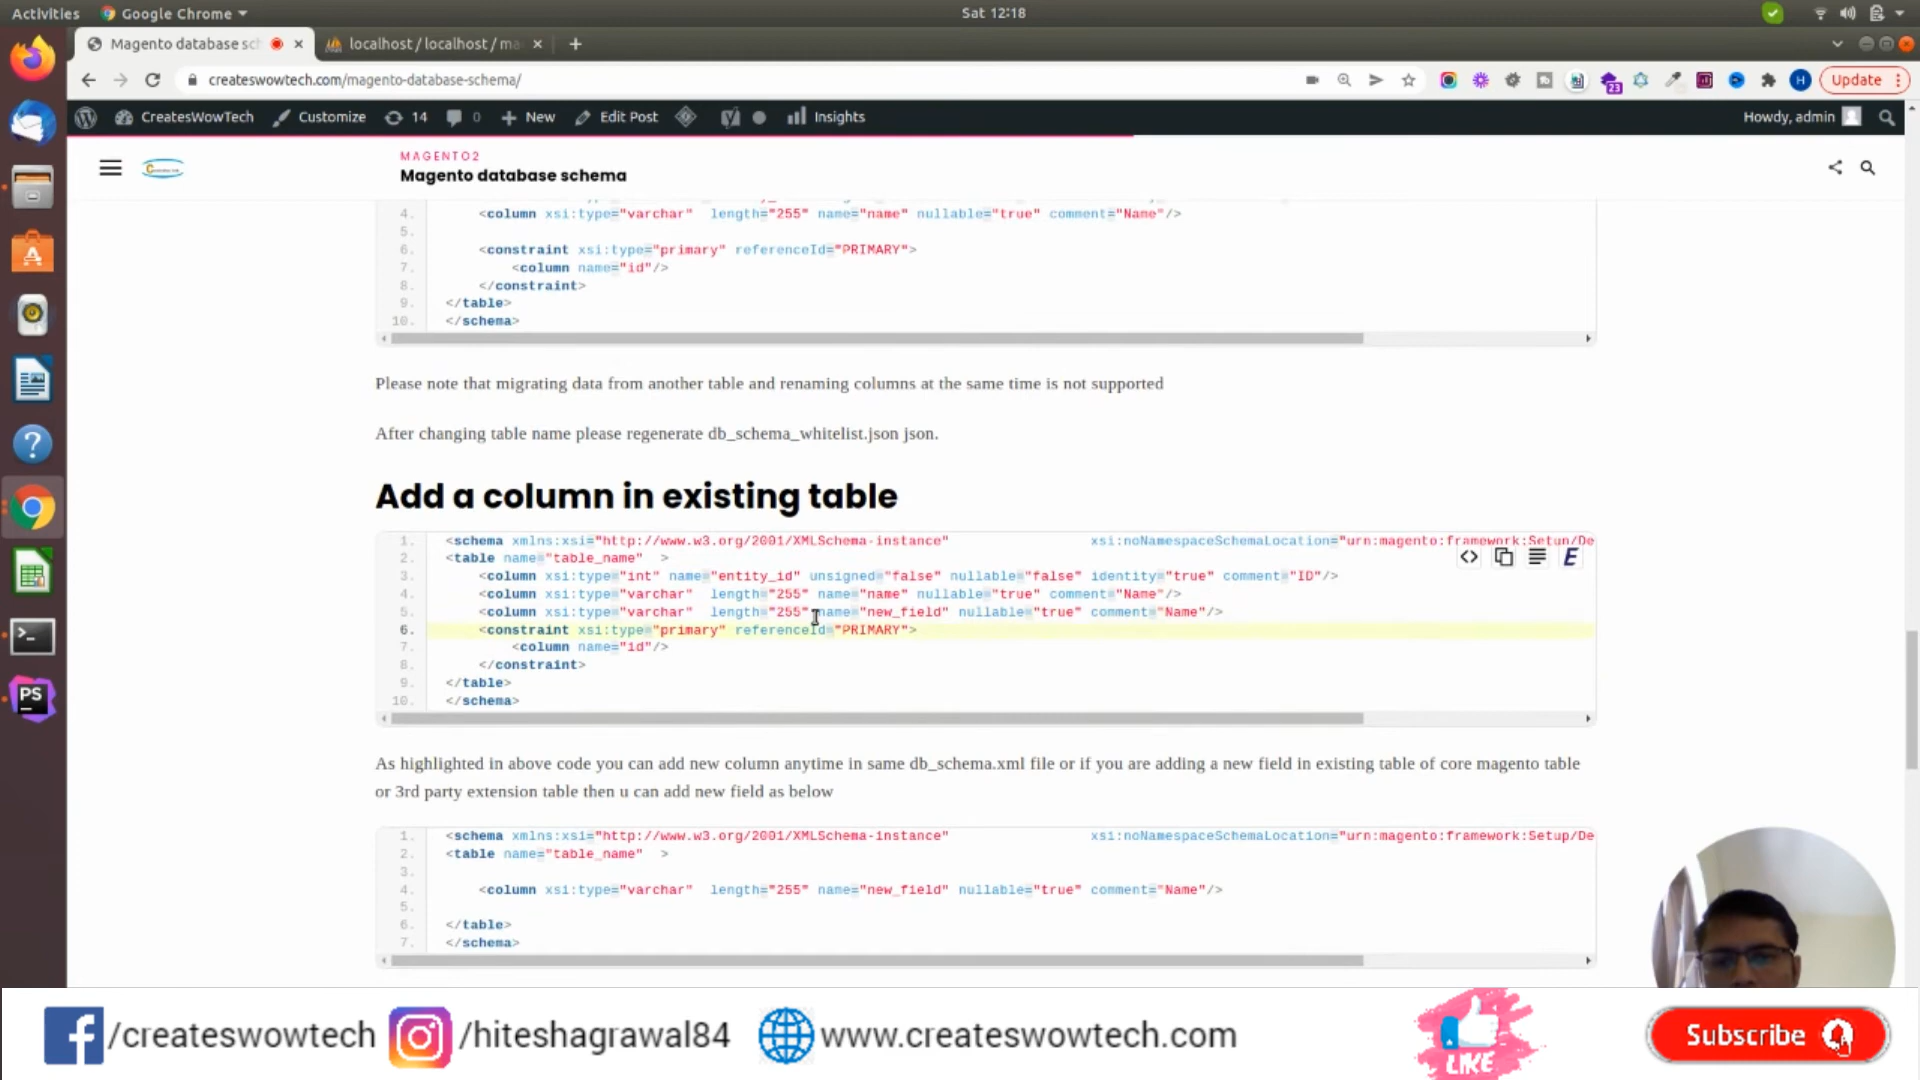 Activities
Google Chrome
Sat 12:18
Magento database sc
localhost / localhost / ma
createswowtech.com/magento-database-schema/
23
H
Update
CreatesWowTech
Customize
14
0
New
Edit Post
Insights
Howdy, admin
MAGENTO2
Magento database schema
4. <column xsi:type="varchar" length="255" name="name" nullable="true" comment="Name"/>
5.
6. <constraint xsi:type="primary" referenceId="PRIMARY">
7. <column name="id"/>
8. </constraint>
9. </table>
10. </schema>
Please note that migrating data from another table and renaming columns at the same time is not supported
After changing table name please regenerate db_schema_whitelist.json json.
Add a column in existing table
1. <schema xmlns:xsi="http://www.w3.org/2001/XMLSchema-instance" xsi:noNamespaceSchemaLocation="urn:magento:framework:Setup/De
2. <table name="table_name" >
3. <column xsi:type="int" name="entity_id" unsigned="false" nullable="false" identity="true" comment="ID"/>
4. <column xsi:type="varchar" length="255" name="name" nullable="true" comment="Name"/>
5. <column xsi:type="varchar" length="255" name="new_field" nullable="true" comment="Name"/>
6. <constraint xsi:type="primary" referenceId="PRIMARY">
7. <column name="id"/>
8. </constraint>
9. </table>
10. </schema>
As highlighted in above code you can add new column anytime in same db_schema.xml file or if you are adding a new field in existing table of core magento table
or 3rd party extension table then u can add new field as below
1. <schema xmlns:xsi="http://www.w3.org/2001/XMLSchema-instance" xsi:noNamespaceSchemaLocation="urn:magento:framework:Setup/De
2. <table name="table_name" >
3.
4. <column xsi:type="varchar" length="255" name="new_field" nullable="true" comment="Name"/>
5.
6. </table>
7. </schema>
/createswowtech
/hiteshagrawal84
www.createswowtech.com
LIKE
Subscribe